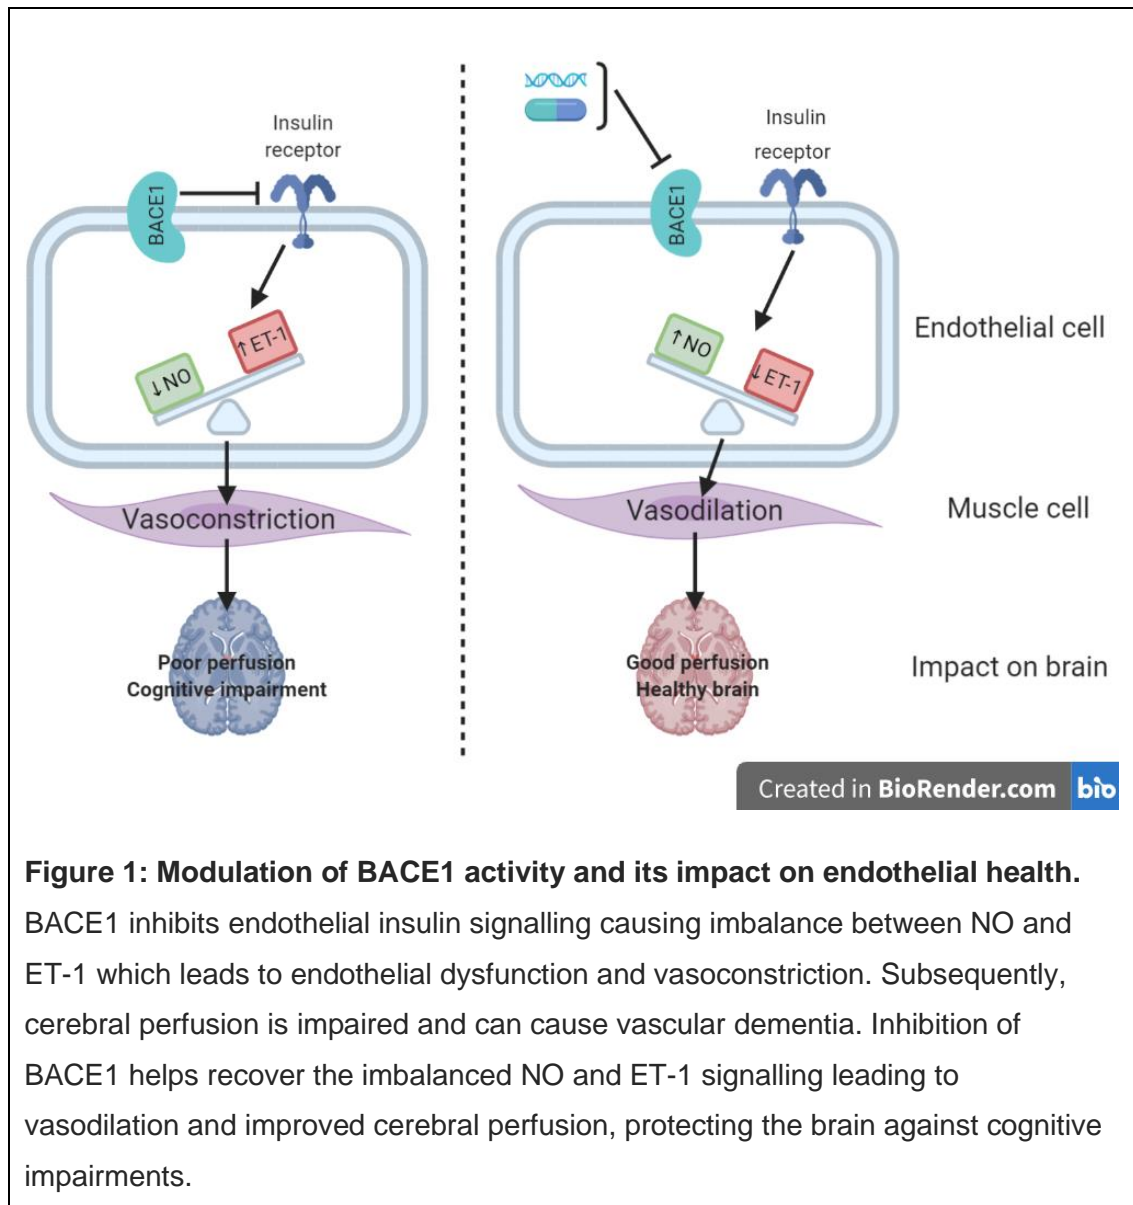 Insulin
receptor
BACE1
↑ET-1
↓NO
Vasoconstriction
Poor perfusion
Cognitive impairment
Insulin
receptor
BACE1
↑NO
↓ET-1
Vasodilation
Good perfusion
Healthy brain
Endothelial cell
Muscle cell
Impact on brain
Created in BioRender.com bio
Figure 1: Modulation of BACE1 activity and its impact on endothelial health.
BACE1 inhibits endothelial insulin signalling causing imbalance between NO and
ET-1 which leads to endothelial dysfunction and vasoconstriction. Subsequently,
cerebral perfusion is impaired and can cause vascular dementia. Inhibition of
BACE1 helps recover the imbalanced NO and ET-1 signalling leading to
vasodilation and improved cerebral perfusion, protecting the brain against cognitive
impairments.